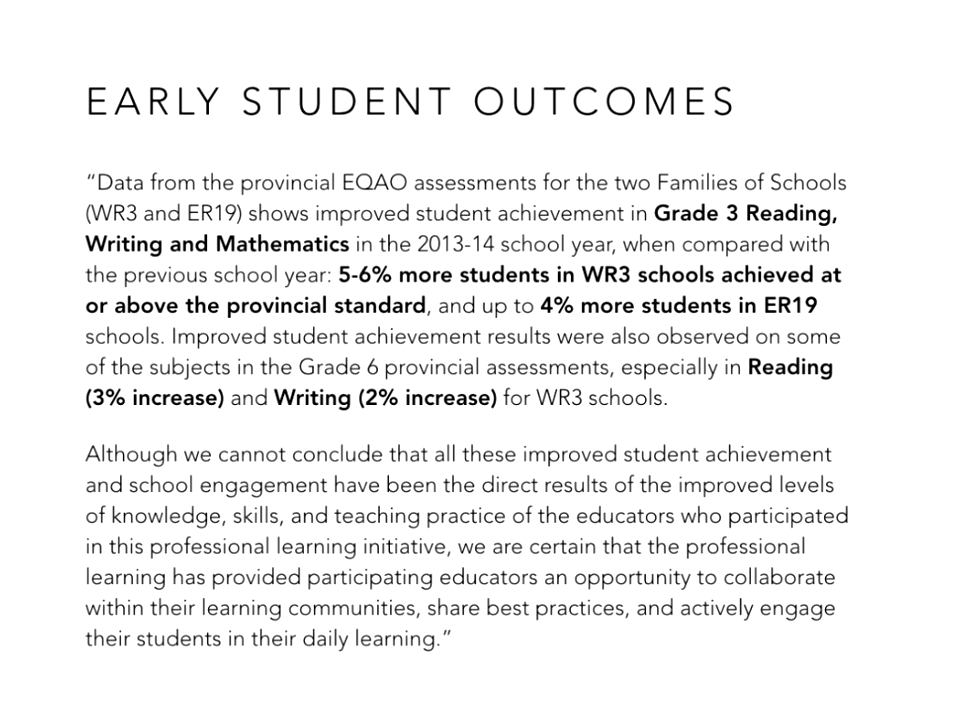 EARLY STUDENT OUTCOMES
“Data from the provincial EQAO assessments for the two Families of Schools
(WR3 and ER19) shows improved student achievement in Grade 3 Reading,
Writing and Mathematics in the 2013-14 school year, when compared with
the previous school year: 5-6% more students in WR3 schools achieved at
or above the provincial standard, and up to 4% more students in ER19
schools. Improved student achievement results were also observed on some
of the subjects in the Grade 6 provincial assessments, especially in Reading
(3% increase) and Writing (2% increase) for WR3 schools.
Although we cannot conclude that all these improved student achievement
and school engagement have been the direct results of the improved levels
of knowledge, skills, and teaching practice of the educators who participated
in this professional learning initiative, we are certain that the professional
learning has provided participating educators an opportunity to collaborate
within their learning communities, share best practices, and actively engage
their students in their daily learning.”